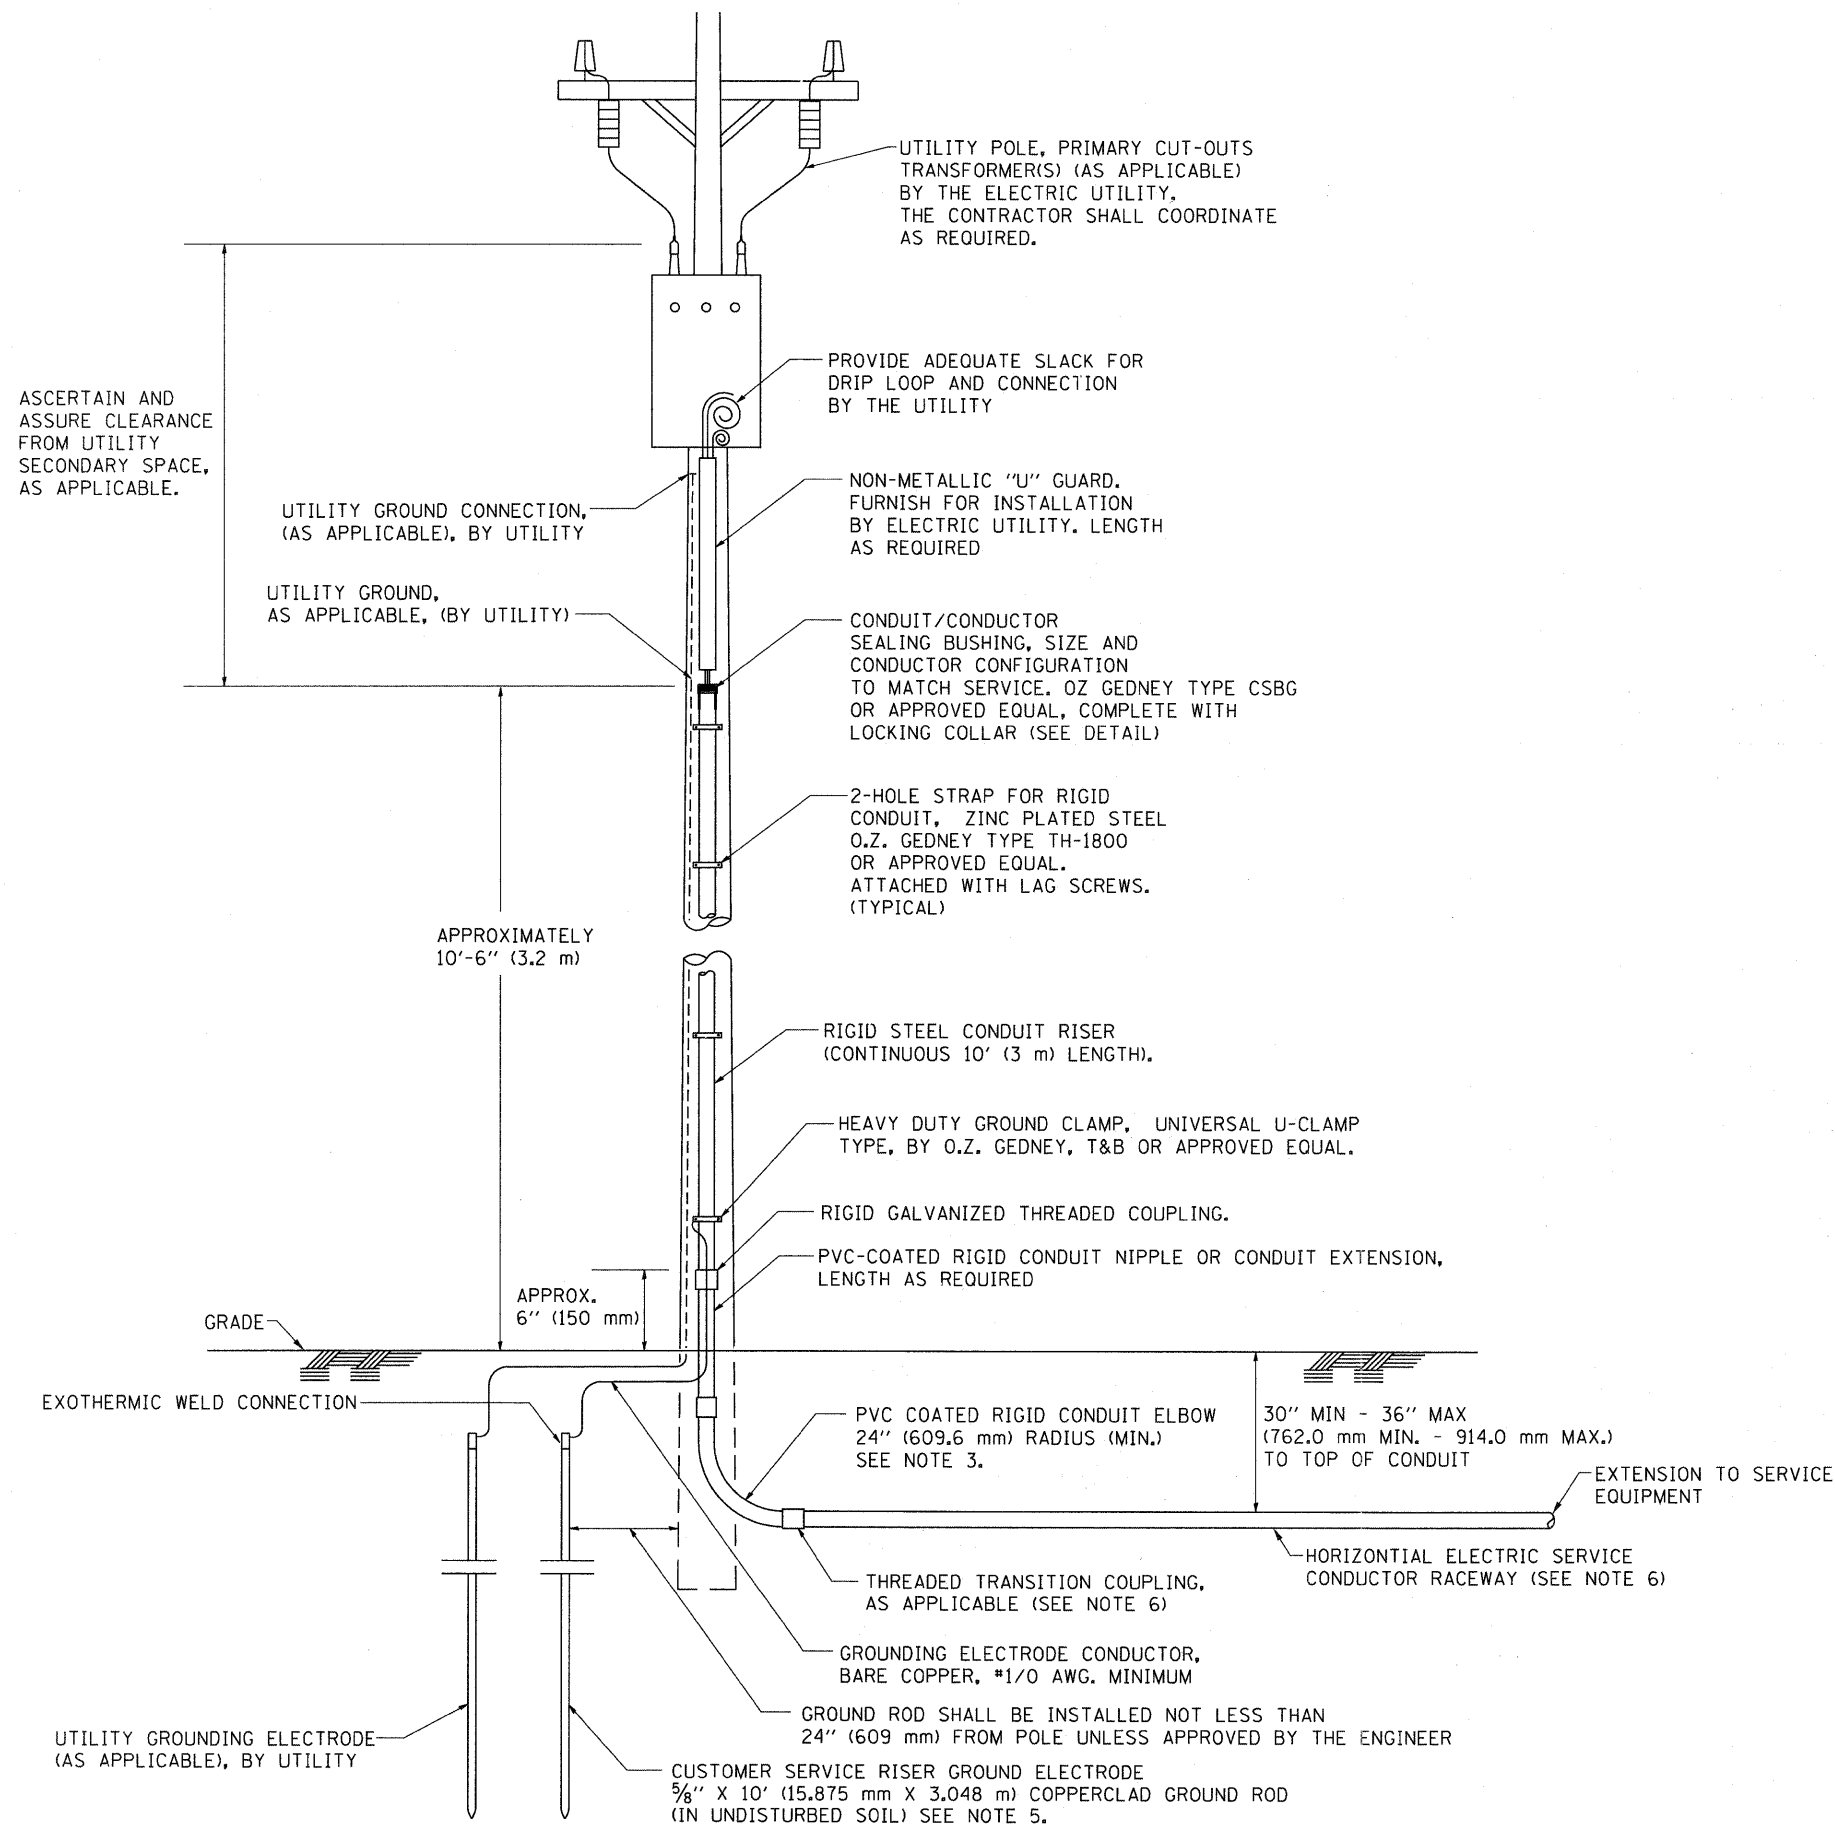 UTILITY POLE, PRIMARY CUT-OUTS
TRANSFORMER(S) (AS APPLICABLE)
BY THE ELECTRIC UTILITY.
THE CONTRACTOR SHALL COORDINATE
AS REQUIRED.
PROVIDE ADEQUATE SLACK FOR
DRIP LOOP AND CONNECTION
BY THE UTILITY
ASCERTAIN AND
ASSURE CLEARANCE
FROM UTILITY
SECONDARY SPACE,
AS APPLICABLE.
NON-METALLIC "U" GUARD.
FURNISH FOR INSTALLATION
BY ELECTRIC UTILITY. LENGTH
AS REQUIRED
UTILITY GROUND CONNECTION,
(AS APPLICABLE), BY UTILITY
UTILITY GROUND,
AS APPLICABLE, (BY UTILITY)
CONDUIT/CONDUCTOR
SEALING BUSHING, SIZE AND
CONDUCTOR CONFIGURATION
TO MATCH SERVICE. OZ GEDNEY TYPE CSBG
OR APPROVED EQUAL, COMPLETE WITH
LOCKING COLLAR (SEE DETAIL)
2-HOLE STRAP FOR RIGID
CONDUIT, ZINC PLATED STEEL
O.Z. GEDNEY TYPE TH-1800
OR APPROVED EQUAL.
ATTACHED WITH LAG SCREWS.
(TYPICAL)
APPROXIMATELY
10'-6" (3.2 m)
RIGID STEEL CONDUIT RISER
(CONTINUOUS 10' (3 m) LENGTH).
HEAVY DUTY GROUND CLAMP, UNIVERSAL U-CLAMP
TYPE, BY O.Z. GEDNEY, T&B OR APPROVED EQUAL.
RIGID GALVANIZED THREADED COUPLING.
PVC-COATED RIGID CONDUIT NIPPLE OR CONDUIT EXTENSION,
LENGTH AS REQUIRED
APPROX.
6" (150 mm)
GRADE
EXOTHERMIC WELD CONNECTION
PVC COATED RIGID CONDUIT ELBOW
24" (609.6 mm) RADIUS (MIN.)
SEE NOTE 3.
30" MIN - 36" MAX
(762.0 mm MIN. - 914.0 mm MAX.)
TO TOP OF CONDUIT
EXTENSION TO SERVICE
EQUIPMENT
HORIZONTIAL ELECTRIC SERVICE
CONDUCTOR RACEWAY (SEE NOTE 6)
THREADED TRANSITION COUPLING,
AS APPLICABLE (SEE NOTE 6)
GROUNDING ELECTRODE CONDUCTOR,
BARE COPPER, #1/0 AWG. MINIMUM
GROUND ROD SHALL BE INSTALLED NOT LESS THAN
24" (609 mm) FROM POLE UNLESS APPROVED BY THE ENGINEER
UTILITY GROUNDING ELECTRODE
(AS APPLICABLE), BY UTILITY
CUSTOMER SERVICE RISER GROUND ELECTRODE
5/8" X 10' (15.875 mm X 3.048 m) COPPERCLAD GROUND ROD
(IN UNDISTURBED SOIL) SEE NOTE 5.